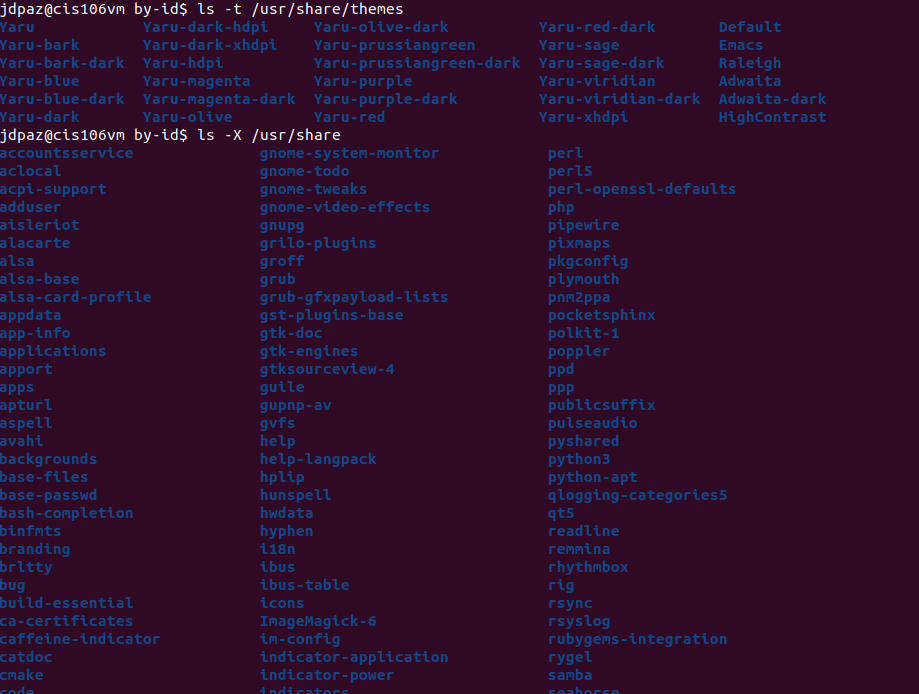 jdpaz@cis106vm by-id$ ls -t /usr/share/themes
Yaru Yaru-dark-hdpi Yaru-olive-dark Yaru-red-dark Default
Yaru-bark Yaru-dark-xhdpi Yaru-prussiangreen Yaru-sage Emacs
Yaru-bark-dark Yaru-hdpi Yaru-prussiangreen-dark Yaru-sage-dark Raleigh
Yaru-blue Yaru-magenta Yaru-purple Yaru-viridian Adwaita
Yaru-blue-dark Yaru-magenta-dark Yaru-purple-dark Yaru-viridian-dark Adwaita-dark
Yaru-dark Yaru-olive Yaru-red Yaru-xhdpi HighContrast
jdpaz@cis106vm by-id$ ls -X /usr/share
accountsservice gnome-system-monitor perl
aclocal gnome-todo perl5
acpi-support gnome-tweaks perl-openssl-defaults
adduser gnome-video-effects php
aisleriot gnupg pipewire
alacarte grilo-plugins pixmaps
alsa groff pkgconfig
alsa-base grub plymouth
alsa-card-profile grub-gfxpayload-lists pnm2ppa
appdata gst-plugins-base pocketsphinx
app-info gtk-doc polkit-1
applications gtk-engines poppler
apport gtksourceview-4 ppd
apps guile ppp
apturl gupnp-av publicsuffix
aspell gvfs pulseaudio
avahi help pyshared
backgrounds help-langpack python3
base-files hplip python-apt
base-passwd hunspell qlogging-categories5
bash-completion hwdata qt5
binfmts hyphen readline
branding i18n remmina
brltty ibus rhythmbox
bug ibus-table rig
build-essential icons rsync
ca-certificates ImageMagick-6 rsyslog
caffeine-indicator im-config rubygems-integration
catdoc indicator-application rygel
cmake indicator-power samba
code indicators seahorse